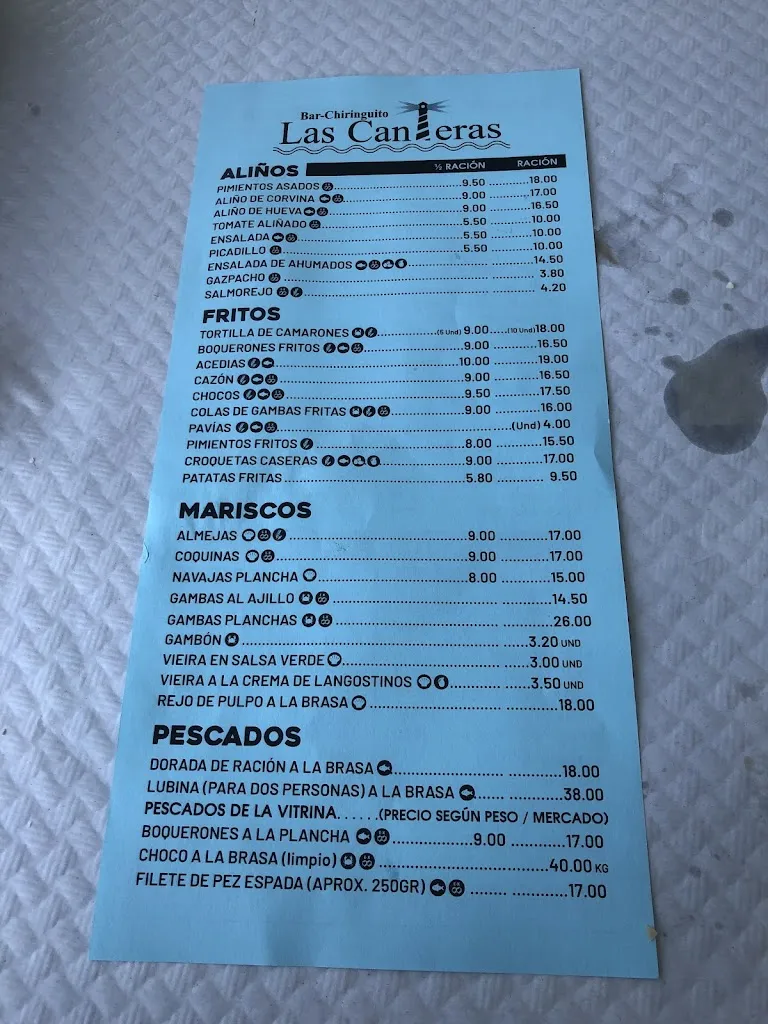 Bar-Chiringuito
Las Canteras
ALIÑOS ½ RACIÓN RACIÓN
PIMIENTOS ASADOS 9.50 18.00
ALIÑO DE CORVINA 9.00 17.00
ALIÑO DE HUEVA 9.00 16.50
TOMATE ALIÑADO 5.50 10.00
ENSALADA 5.50 10.00
PICADILLO 5.50 10.00
ENSALADA DE AHUMADOS 14.50
GAZPACHO 3.80
SALMOREJO 4.20
FRITOS
TORTILLA DE CAMARONES (5 Und) 9.00 (10 Und) 18.00
BOQUERONES FRITOS 9.00 16.50
ACEDIAS 10.00 19.00
CAZÓN 9.00 16.50
CHOCOS 9.50 17.50
COLAS DE GAMBAS FRITAS 9.00 16.00
PAVÍAS (Und) 4.00
PIMIENTOS FRITOS 8.00 15.50
CROQUETAS CASERAS 9.00 17.00
PATATAS FRITAS 5.80 9.50
MARISCOS
ALMEJAS 9.00 17.00
COQUINAS 9.00 17.00
NAVAJAS PLANCHA 8.00 15.00
GAMBAS AL AJILLO 14.50
GAMBAS PLANCHAS 26.00
GAMBÓN 3.20 UND
VIEIRA EN SALSA VERDE 3.00 UND
VIEIRA A LA CREMA DE LANGOSTINOS 3.50 UND
REJO DE PULPO A LA BRASA 18.00
PESCADOS
DORADA DE RACIÓN A LA BRASA 18.00
LUBINA (PARA DOS PERSONAS) A LA BRASA 38.00
PESCADOS DE LA VITRINA (PRECIO SEGÚN PESO / MERCADO)
BOQUERONES A LA PLANCHA 9.00 17.00
CHOCO A LA BRASA (limpio) 40.00 KG
FILETE DE PEZ ESPADA (APROX. 250GR) 17.00